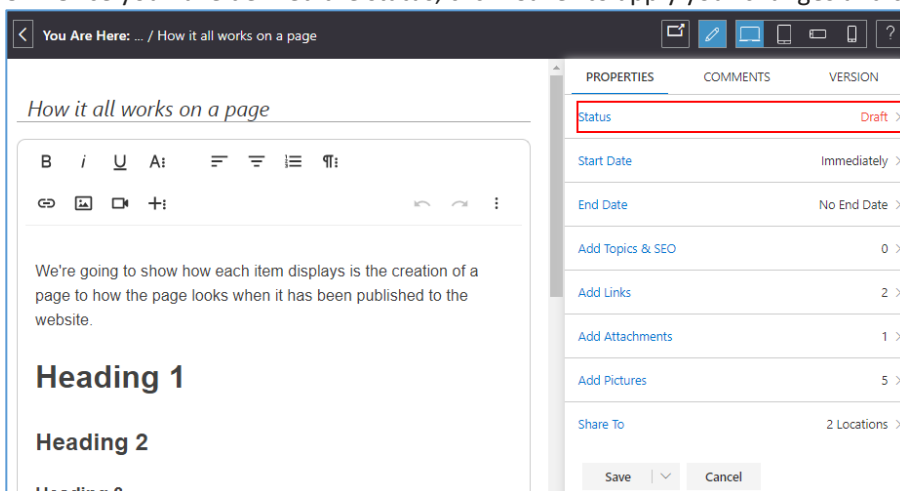 You Are Here: ... / How it all works on a page
?
PROPERTIES COMMENTS VERSION
How it all works on a page
Status Draft
B i U A
Start Date Immediately
End Date No End Date
Add Topics & SEO 0
We're going to show how each item displays is the creation of a
page to how the page looks when it has been published to the
website.
Add Links 2
Add Attachments 1
Heading 1
Add Pictures 5
Share To 2 Locations
Heading 2
Save Cancel